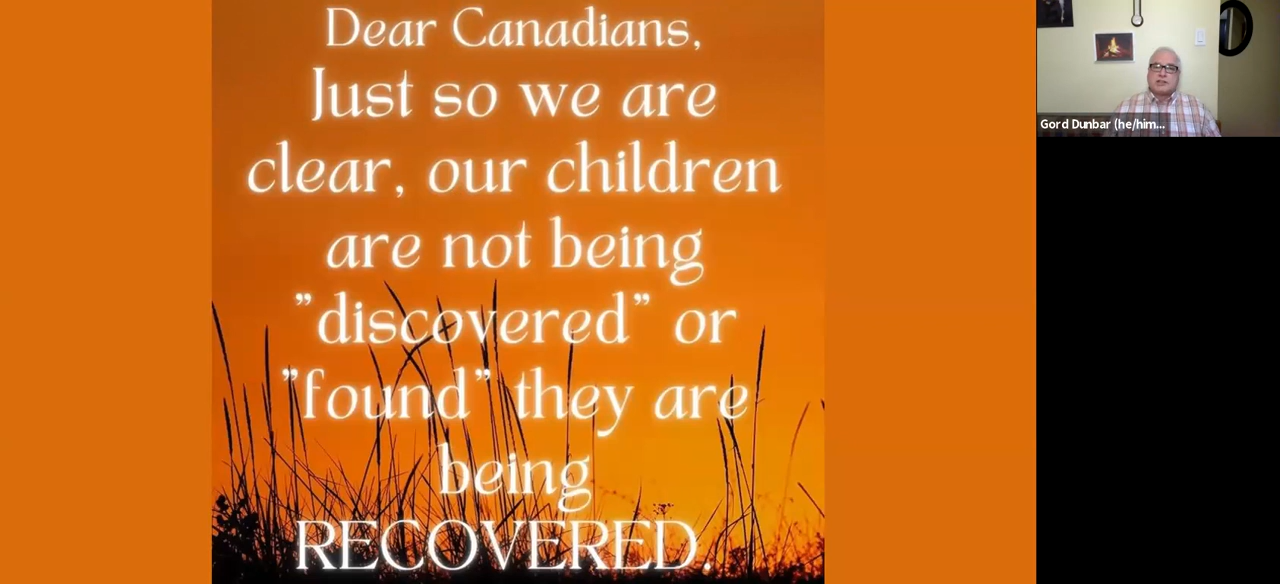 Dear Canadians,
Just so we are
clear, our children
are not being
”discovered” or
”found” they are
being
RECOVERED.
Gord Dunbar (he/him...